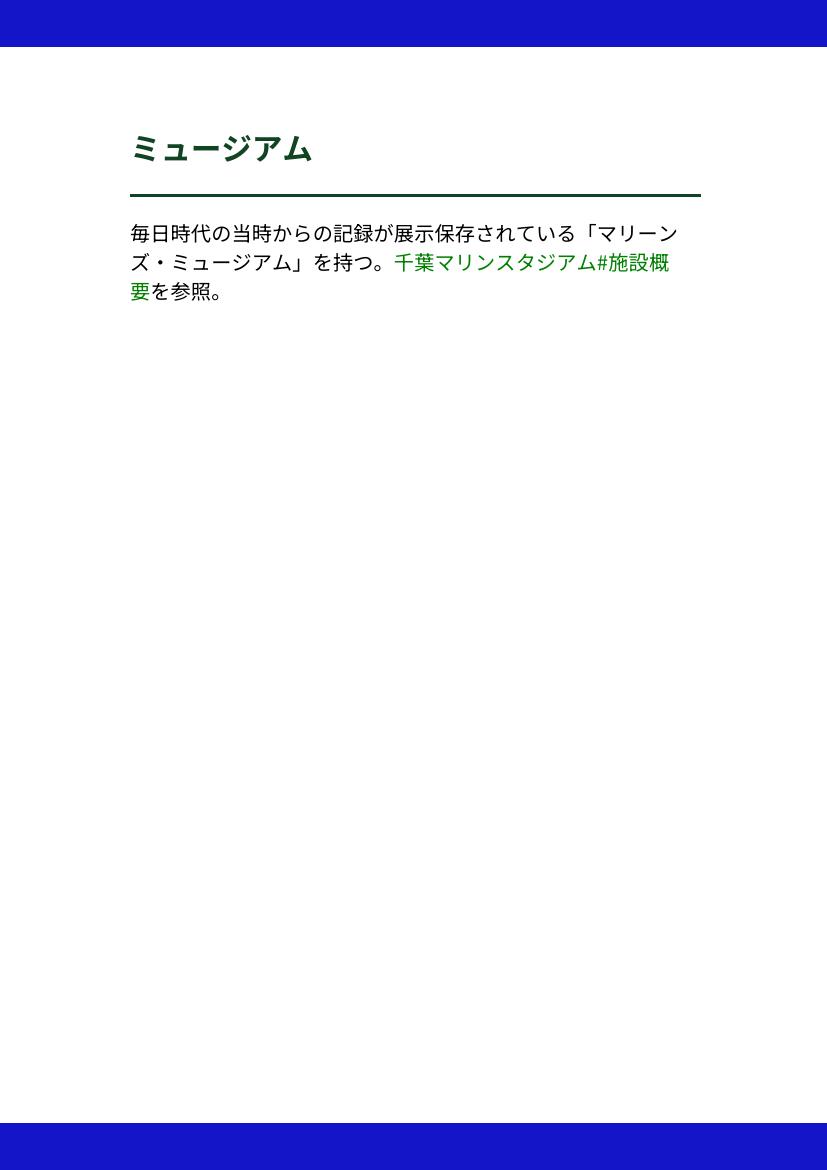 ミュージアム
毎日時代の当時からの記録が展示保存されている「マリーン
ズ・ミュージアム」を持つ。千葉マリンスタジアム#施設概
要を参照。